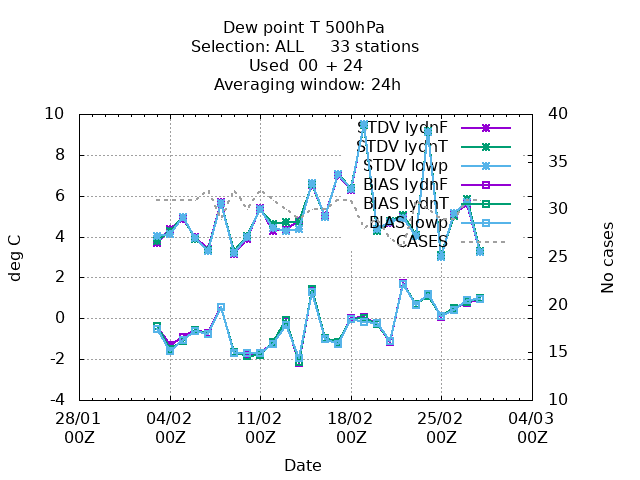 Dew point T 500hPa
Selection: ALL 33 stations
Used 00 + 24
Averaging window: 24h
10 40
STDV lydnF
STDV lydnT
8 35
STDV lowp
BIAS lydnF
6
BIAS lydnT
30
BIAS lowp
4
CASES
25
deg C
No cases
2
20
0
15
-2
-4 10
28/01 04/02 11/02 18/02 25/02 04/03
00Z 00Z 00Z 00Z 00Z 00Z
Date